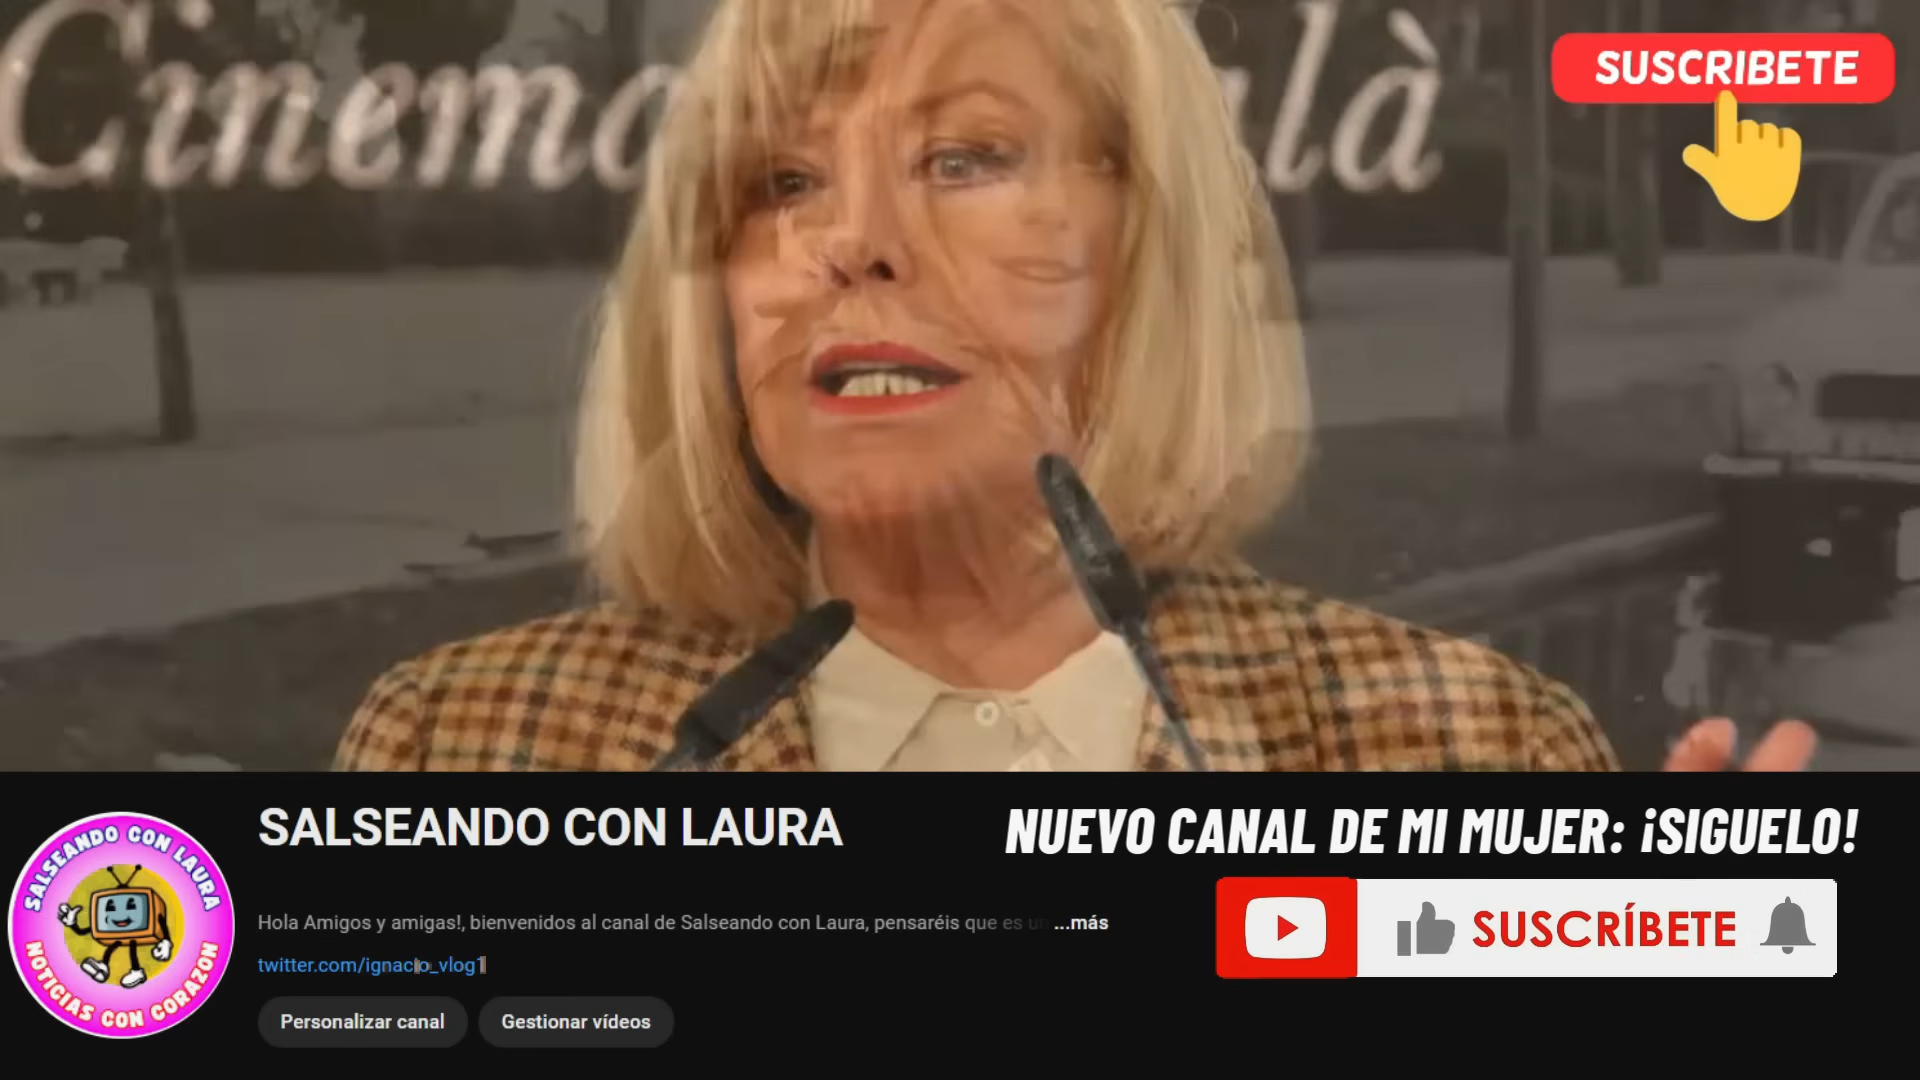 Cinema
là
SUSCRIBETE
SALSEANDO CON LAURA
NUEVO CANAL DE MI MUJER: ¡SIGUELO!
SALSEANDO CON LAURA
NOTICIAS CON CORAZON
Hola Amigos y amigas!, bienvenidos al canal de Salseando con Laura, pensaréis que es un ...más
twitter.com/ignacio_vlog1
SUSCRÍBETE
Personalizar canal
Gestionar vídeos